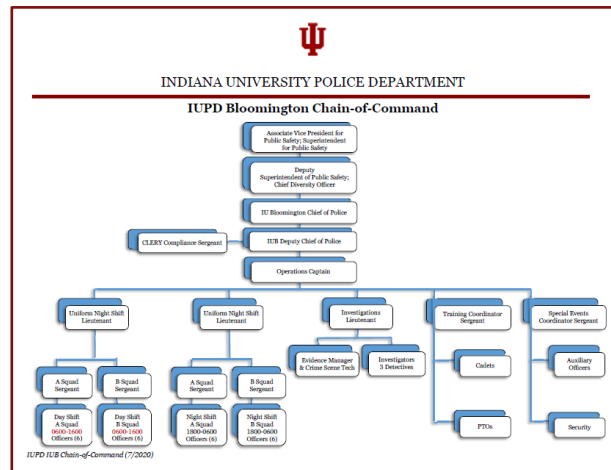 INDIANA UNIVERSITY POLICE DEPARTMENT
IUPD Bloomington Chain-of-Command
Associate Vice President for
Public Safety; Superintendent
for Public Safety
Deputy
Superintendent of Public Safety;
Chief Diversity Officer
IU Bloomington Chief of Police
CLERY Compliance Sergeant
IUB Deputy Chief of Police
Operations Captain
Uniform Night Shift
Lieutenant
Uniform Night Shift
Lieutenant
Investigations
Lieutenant
Training Coordinator
Sergeant
Special Events
Coordinator Sergeant
A Squad
Sergeant
B Squad
Sergeant
A Squad
Sergeant
B Squad
Sergeant
Evidence Manager
& Crime Scene Tech
Investigators
3 Detectives
Cadets
Auxiliary
Officers
Day Shift
A Squad
0600-1600
Officers (6)
Day Shift
B Squad
0600-1600
Officers (6)
Night Shift
A Squad
1800-0600
Officers (6)
Night Shift
B Squad
1800-0600
Officers (6)
PTOs
Security
IUPD IUB Chain-of-Command (7/2020)